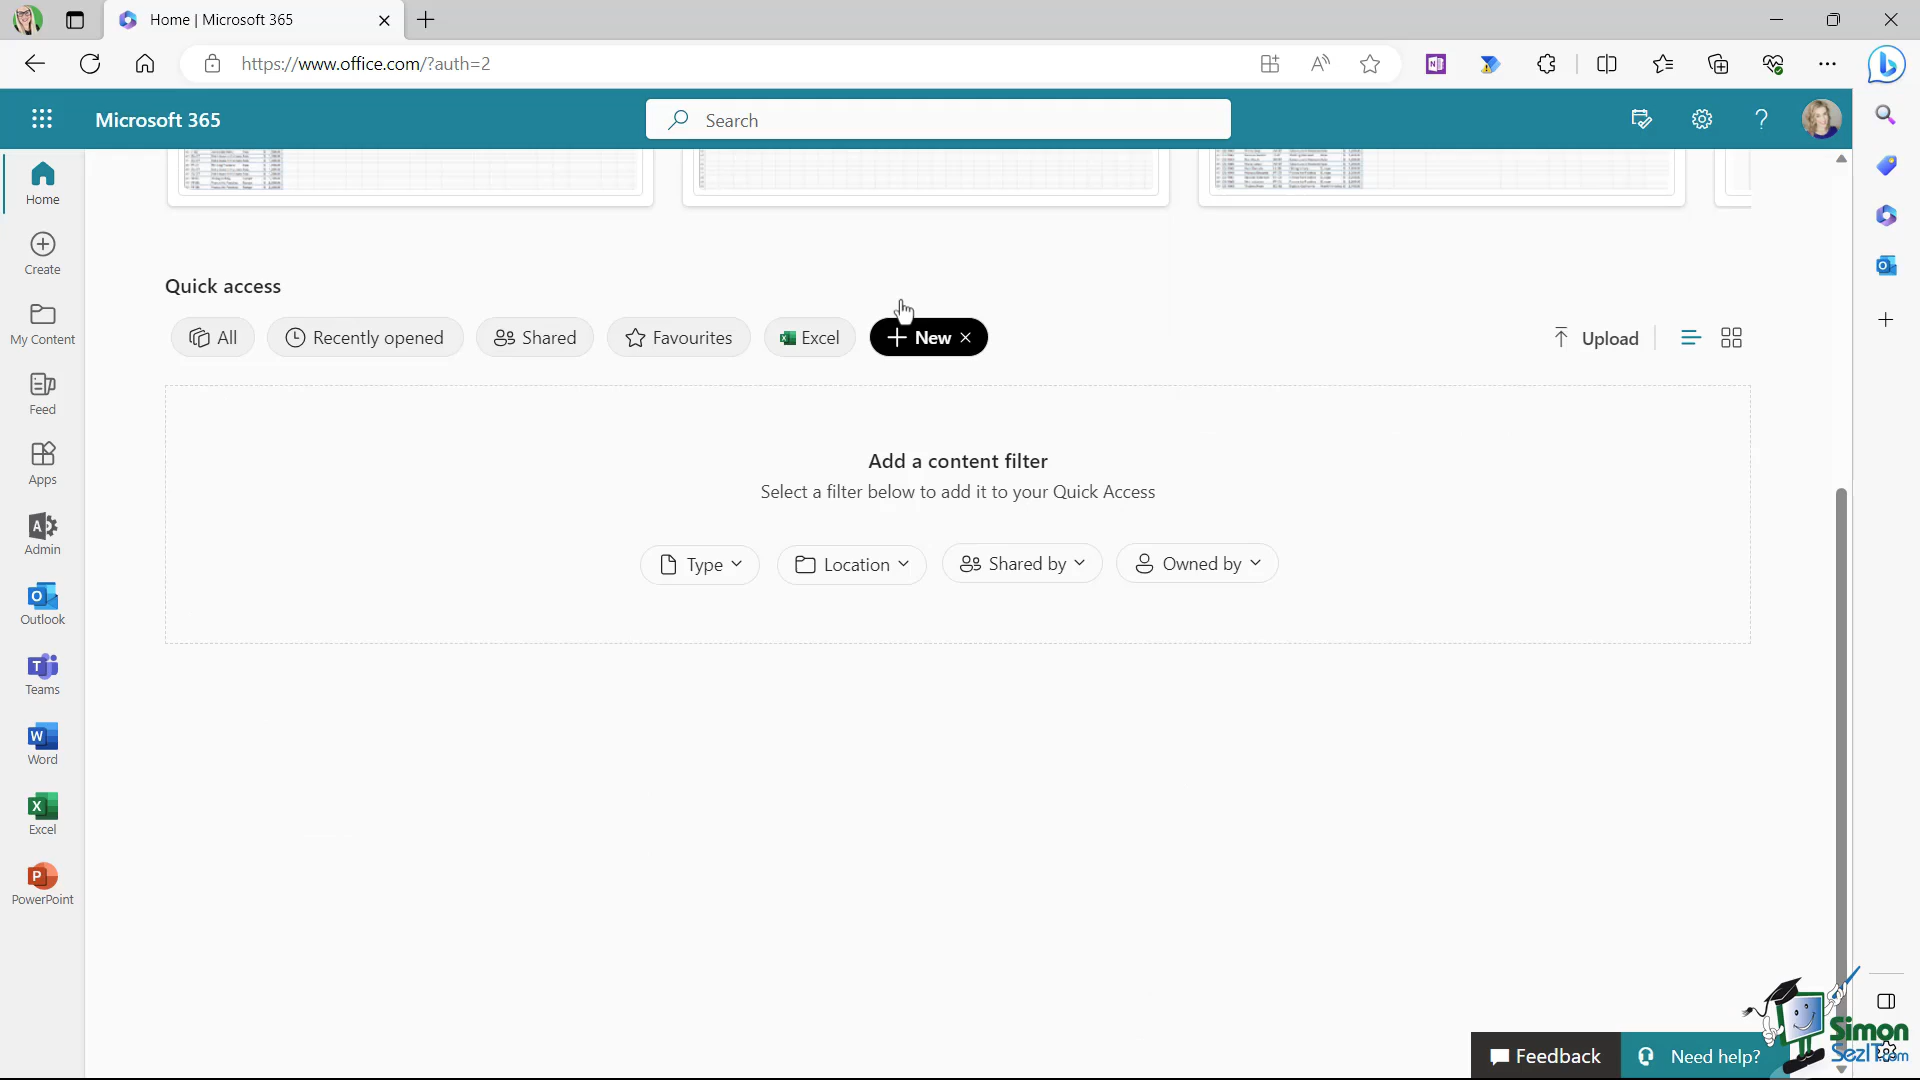 Home | Microsoft 365
https://www.office.com/?auth=2
Microsoft 365
Search
Home
Create
My Content
Feed
Apps
Admin
Outlook
Teams
Word
Excel
PowerPoint
Quick access
All
Recently opened
Shared
Favourites
Excel
New
Upload
Add a content filter
Select a filter below to add it to your Quick Access
Type
Location
Shared by
Owned by
Feedback
Need help?
Simon
SezIT.com